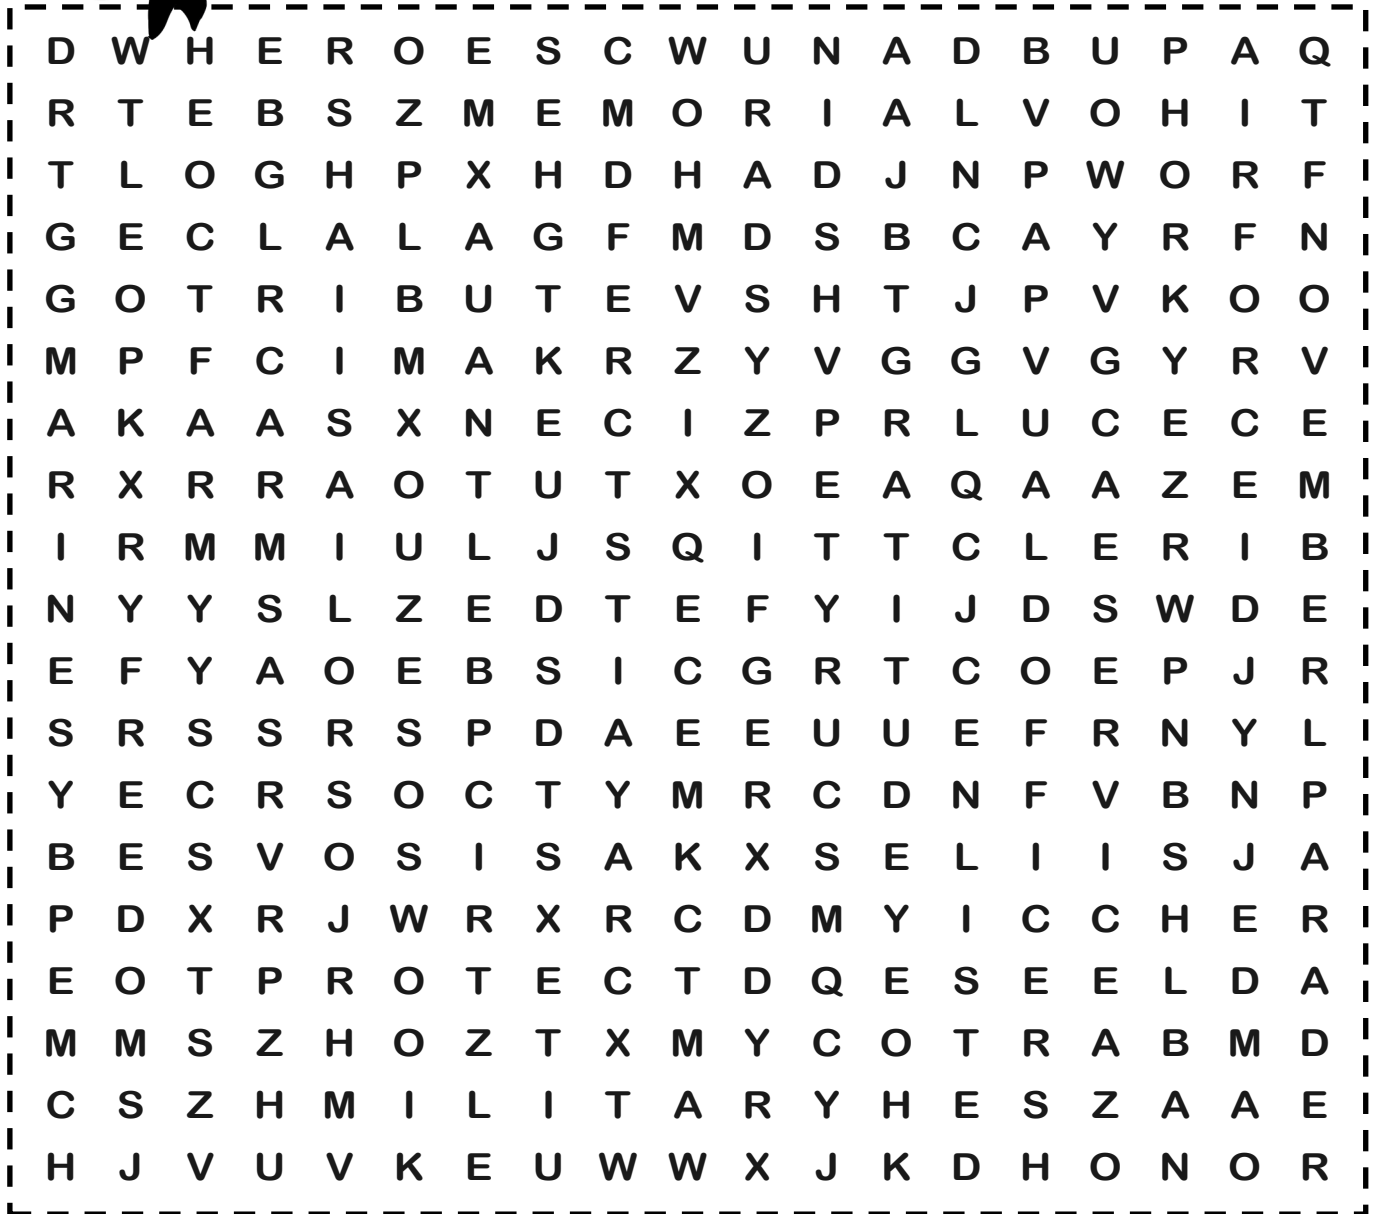 D W H E R O E S C W U N A D B U P A Q
R T E B S Z M E M O R I A L V O H I T
T L O G H P X H D H A D J N P W O R F
G E C L A L A G F M D S B C A Y R F N
G O T R I B U T E V S H T J P V K O O
M P F C I M A K R Z Y V G G V G Y R V
A K A A S X N E C I Z P R L U C E C E
R X R R A O T U T X O E A Q A A Z E M
I R M M I U L J S Q I T T C L E R I B
N Y Y S L Z E D T E F Y I J D S W D E
E F Y A O E B S I C G R T C O E P J R
S R S S R S P D A E E U U E F R N Y L
Y E C R S O C T Y M R C D N F V B N P
B E S V O S I S A K X S E L I I S J A
P D X R J W R X R C D M Y I C C H E R
E O T P R O T E C T D Q E S E E L D A
M M S Z H O Z T X M Y C O T R A B M D
C S Z H M I L I T A R Y H E S Z A A E
H J V U V K E U W W X J K D H O N O R